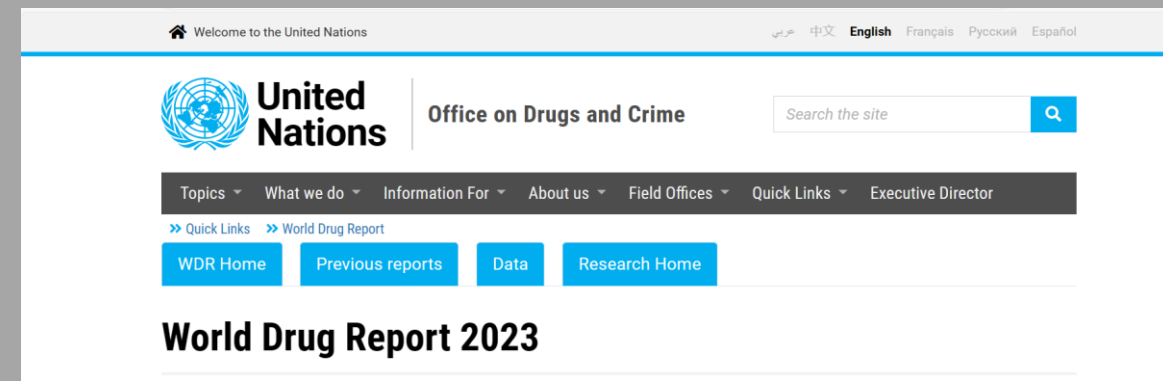 Welcome to the United Nations
عربي 中文 English Français Русский Español
United
Nations
Office on Drugs and Crime
Search the site
Topics What we do Information For About us Field Offices Quick Links Executive Director
Quick Links World Drug Report
WDR Home Previous reports Data Research Home
World Drug Report 2023